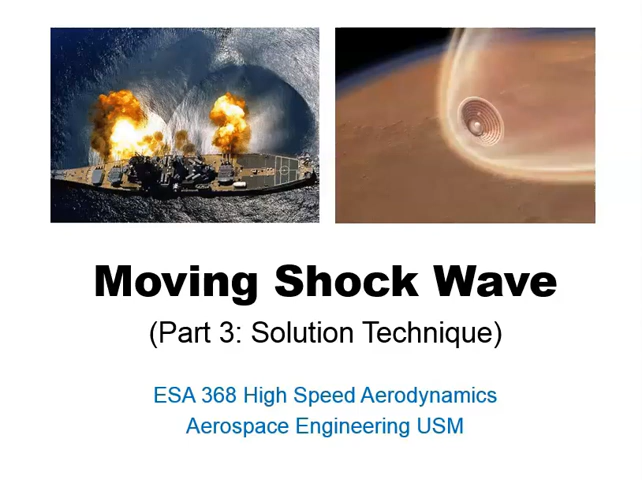 Moving Shock Wave
(Part 3: Solution Technique)
ESA 368 High Speed Aerodynamics
Aerospace Engineering USM